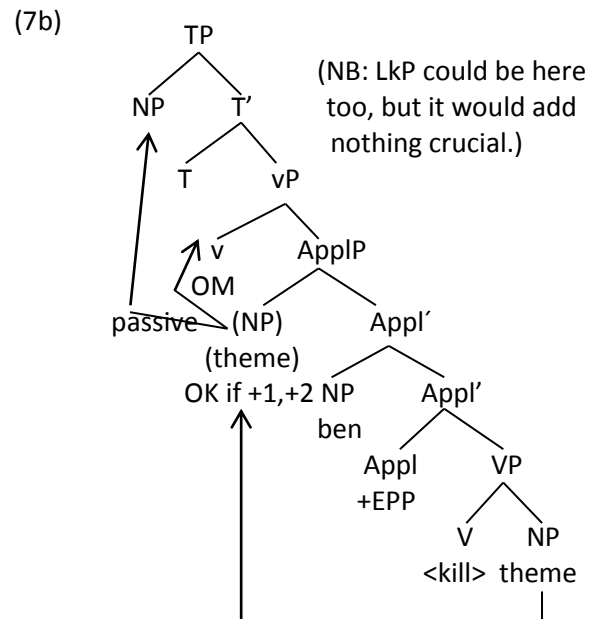 (7b)
TP
(NB: LkP could be here
too, but it would add
nothing crucial.)
NP T’
T vP
v ApplP
OM
passive (NP) Appl´
(theme)
OK if +1,+2 NP Appl’
ben
Appl VP
+EPP
V NP
<kill> theme